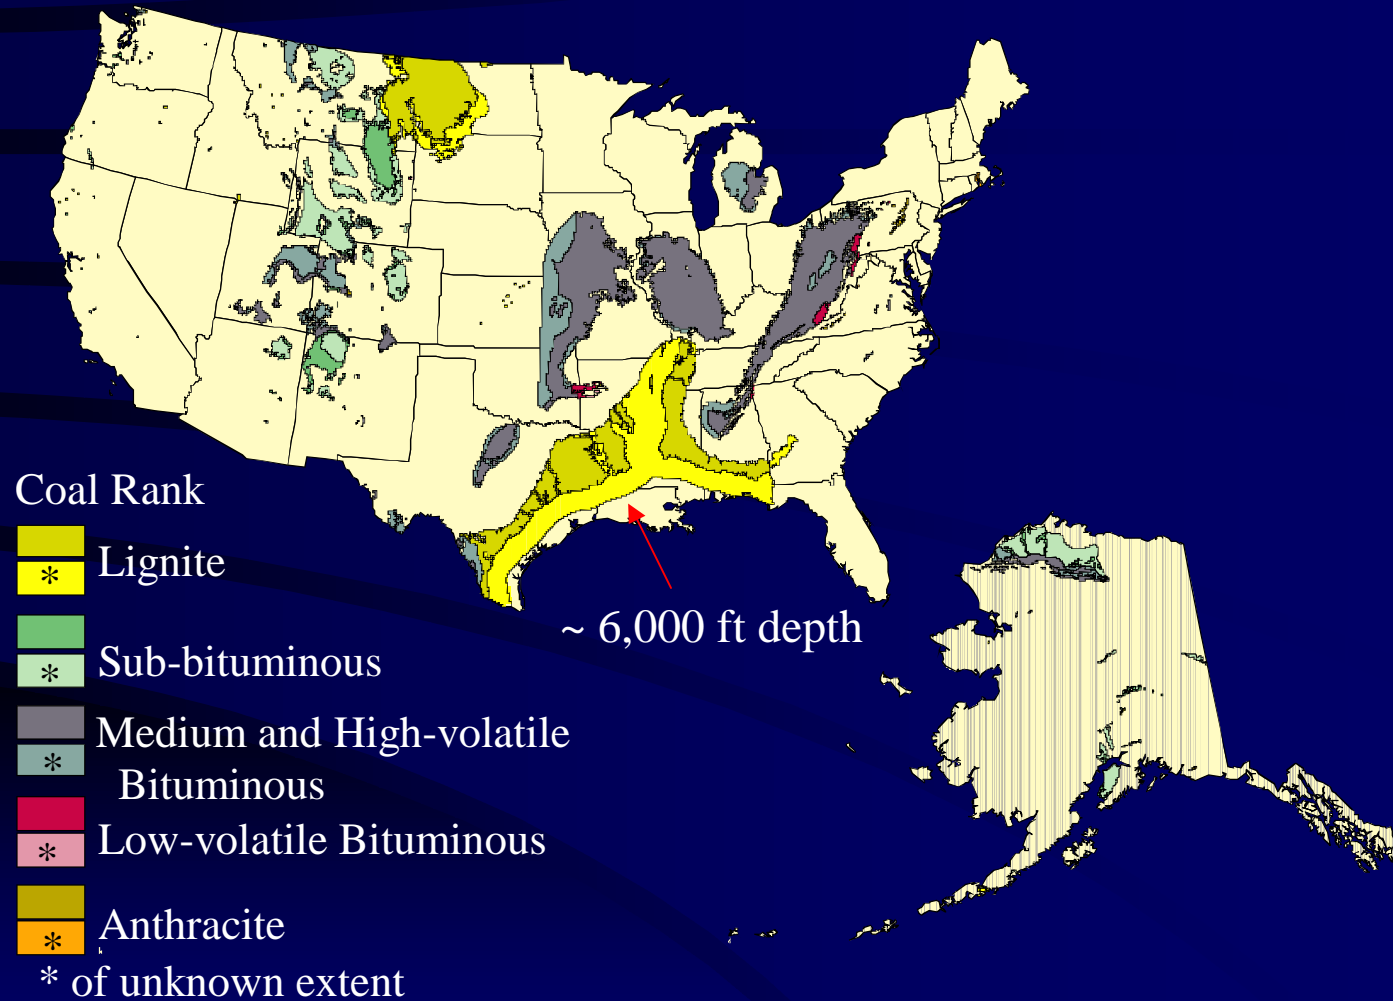 Coal Rank
* Lignite
~ 6,000 ft depth
* Sub-bituminous
Medium and High-volatile
* Bituminous
* Low-volatile Bituminous
* Anthracite
* of unknown extent